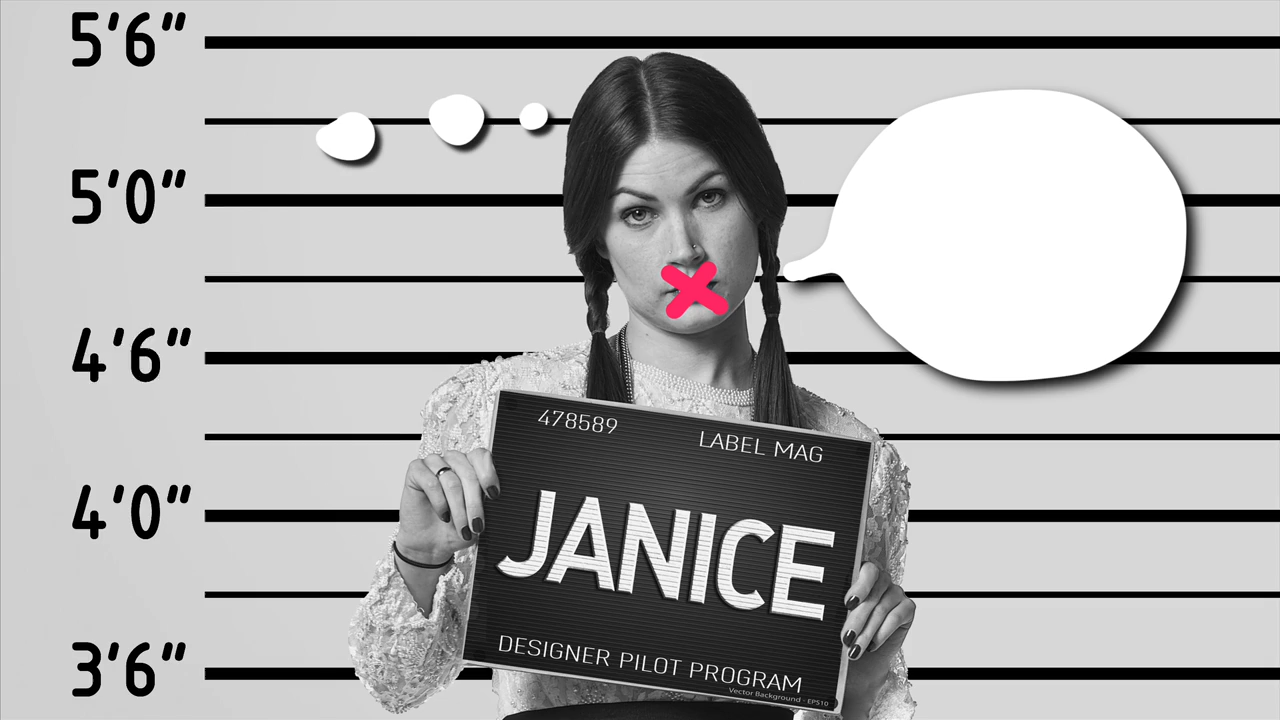 5'6"
5'0"
4'6"
4'0"
3'6"
478589
LABEL MAG
JANICE
DESIGNER PILOT PROGRAM
Vector Background - EPS10